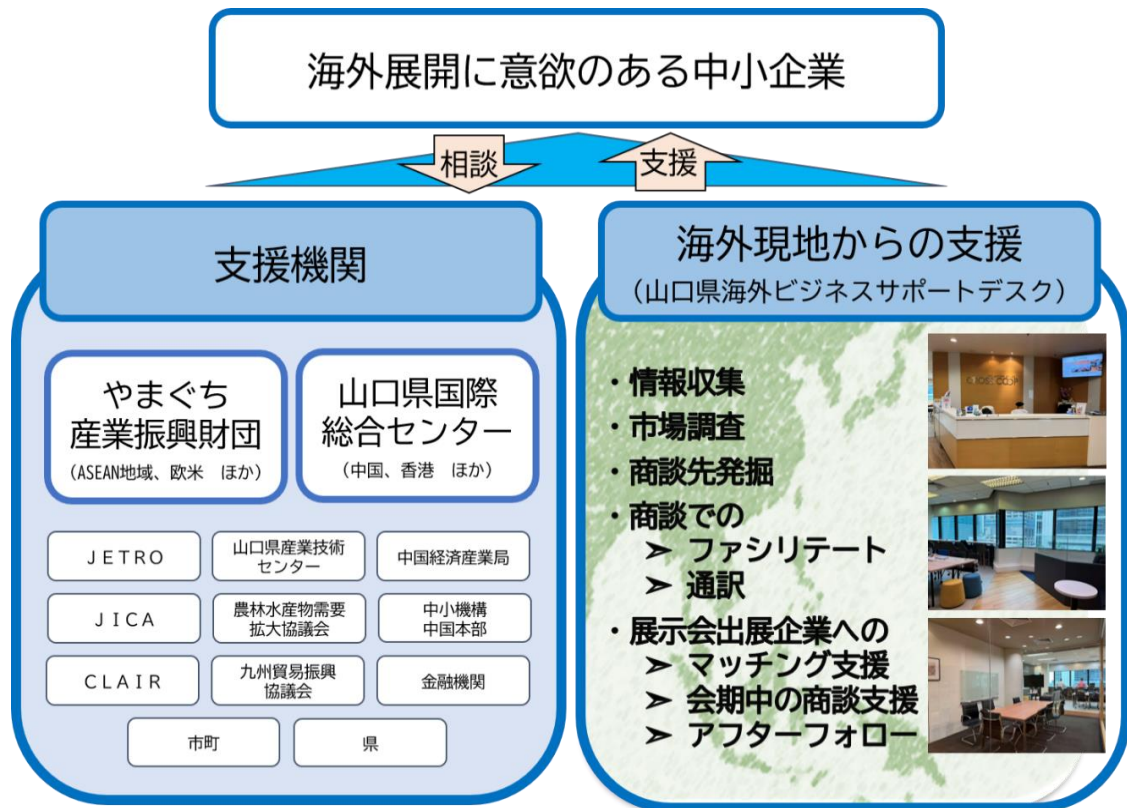 海外展開に意欲のある中小企業
相談
支援
支援機関
やまぐち
産業振興財団
（ASEAN地域、欧米　ほか）
山口県国際
総合センター
（中国、香港　ほか）
ＪＥＴＲＯ
山口県産業技術
センター
中国経済産業局
ＪＩＣＡ
農林水産物需要
拡大協議会
中小機構
中国本部
ＣＬＡＩＲ
九州貿易振興
協議会
金融機関
市町
県
海外現地からの支援
（山口県海外ビジネスサポートデスク）
・情報収集
・市場調査
・商談先発掘
・商談での
➢ ファシリテート
➢ 通訳
・展示会出展企業への
➢ マッチング支援
➢ 会期中の商談支援
➢ アフターフォロー